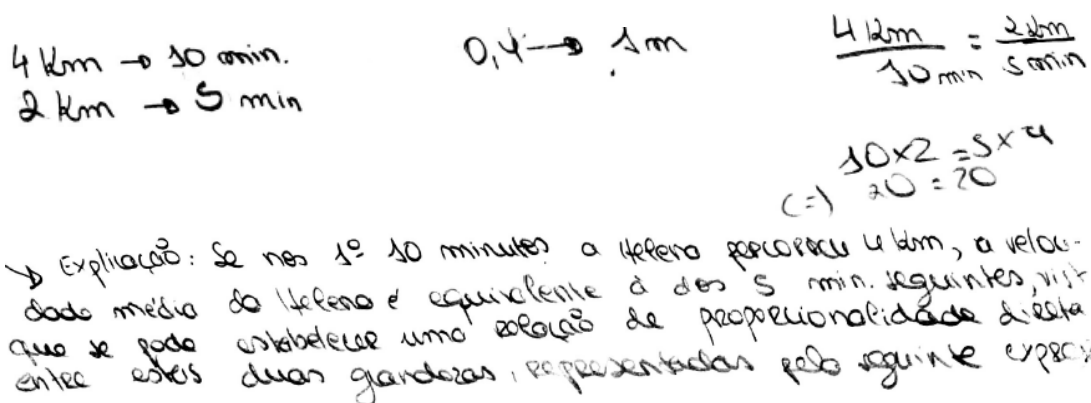 4 Km → 10 min.
2 Km → 5 min
0,4 → 1 m
4 Km / 10 min = 2 km / 5 min
10 x 2 = 5 x 4
(=) 20 = 20
↳ Explicação: Se nos 1º 10 minutos a Helena percorreu 4 km, a veloci-
dade média da Helena é equivalente à dos 5 min. seguintes, vist
que se pode estabelecer uma relação de proporcionalidade direta
entre estas duas grandezas, representadas pela seguinte expres